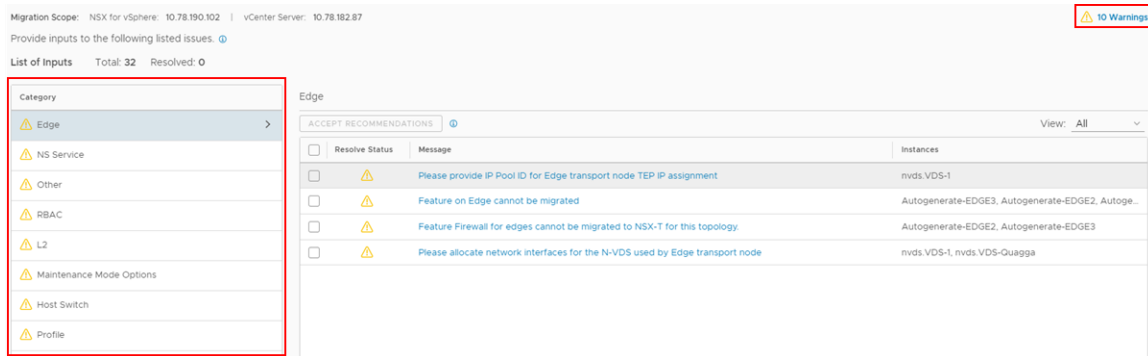 Migration Scope: NSX for vSphere: 10.78.190.102 | vCenter Server: 10.78.182.87
10 Warnings
Provide inputs to the following listed issues.
List of Inputs Total: 32 Resolved: 0
Category
Edge
NS Service
Other
RBAC
L2
Maintenance Mode Options
Host Switch
Profile
Edge
ACCEPT RECOMMENDATIONS
View: All
Resolve Status Message Instances
Please provide IP Pool ID for Edge transport node TEP IP assignment nvds.VDS-1
Feature on Edge cannot be migrated Autogenerate-EDGE3, Autogenerate-EDGE2, Autoge...
Feature Firewall for edges cannot be migrated to NSX-T for this topology. Autogenerate-EDGE2, Autogenerate-EDGE3
Please allocate network interfaces for the N-VDS used by Edge transport node nvds.VDS-1, nvds.VDS-Quagga